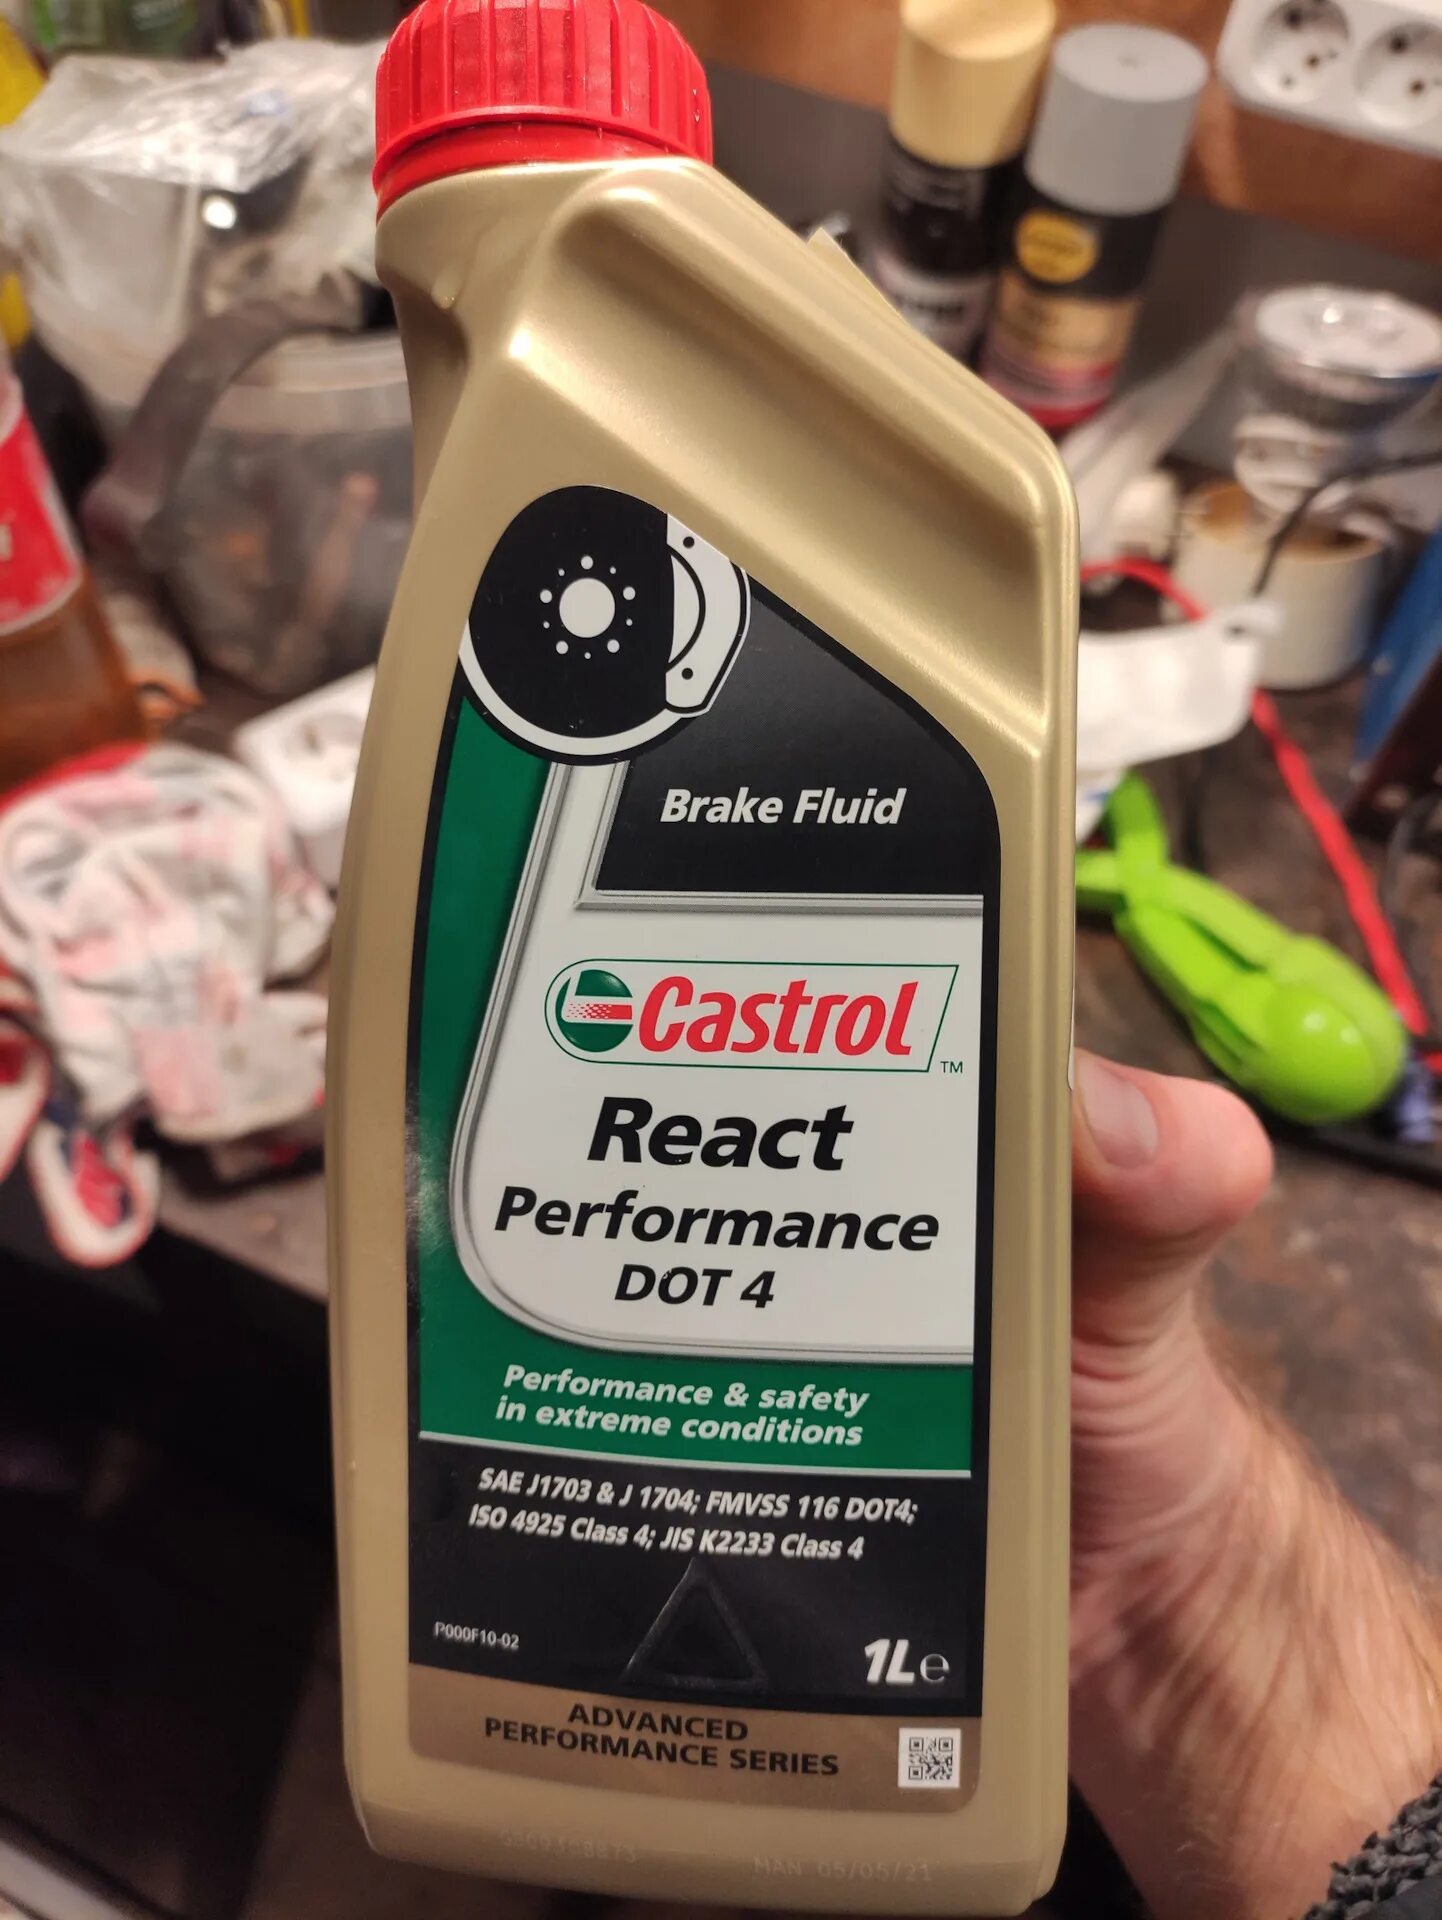 Brake Fluid
Castrol TM
React
Performance
DOT 4
Performance & safety
in extreme conditions
SAE J1703 & J 1704; FMVSS 116 DOT4;
ISO 4925 Class 4; JIS K2233 Class 4
P000F10-02
1L e
ADVANCED
PERFORMANCE SERIES
MAN 05/05/21